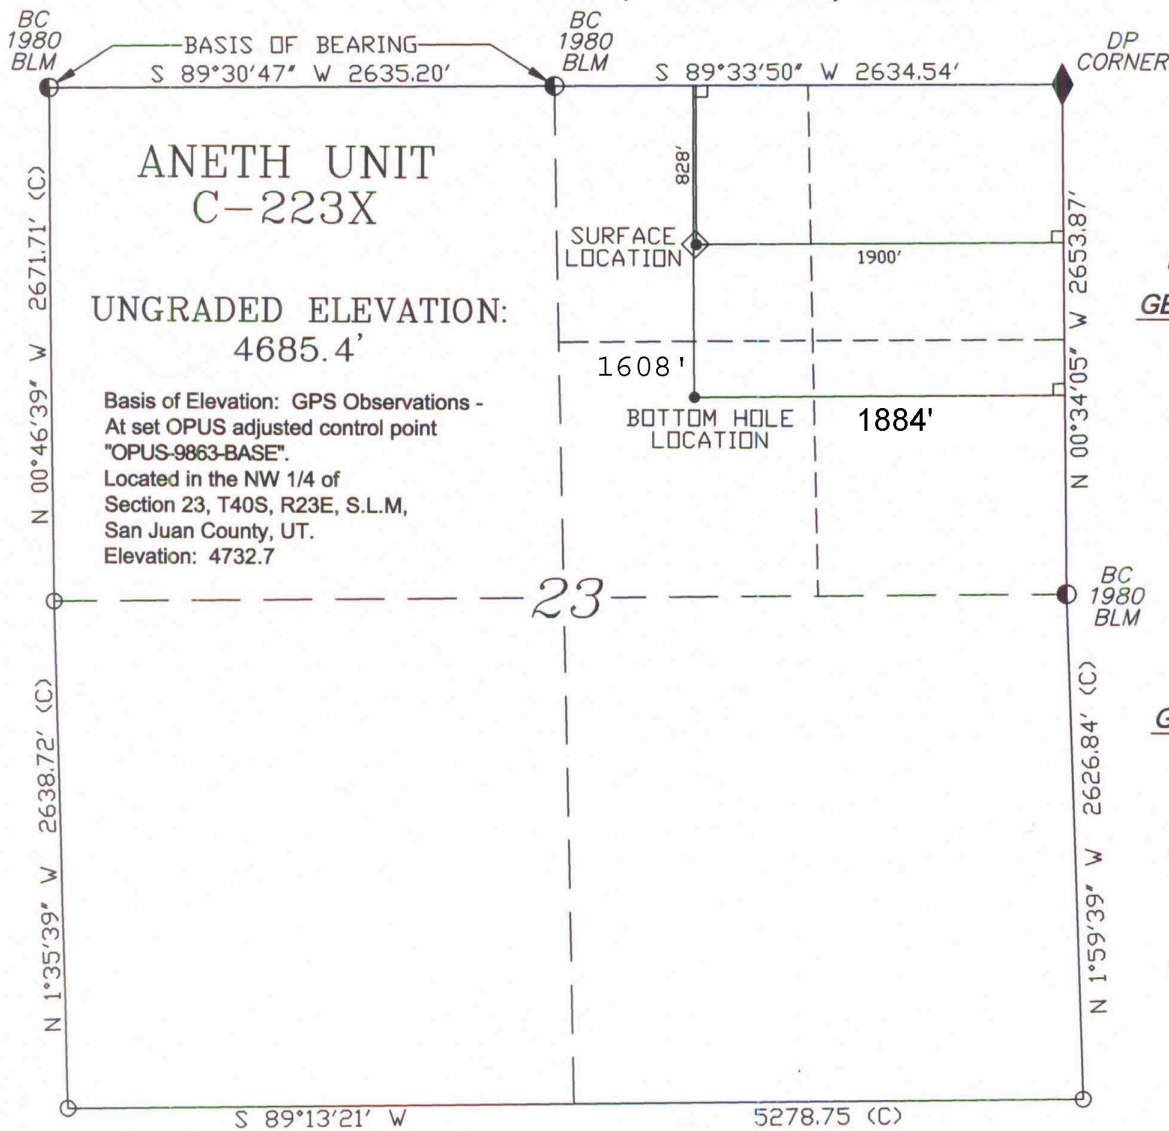 BC
1980
BLM
BASIS OF BEARING
S 89°30'47" W 2635.20'
BC
1980
BLM
S 89°33'50" W 2634.54'
DP
CORNER
ANETH UNIT
C-223X
UNGRADED ELEVATION:
4685.4'
Basis of Elevation: GPS Observations -
At set OPUS adjusted control point
"OPUS-9863-BASE".
Located in the NW 1/4 of
Section 23, T40S, R23E, S.L.M,
San Juan County, UT.
Elevation: 4732.7
N 00°46'39" W 2671.71' (C)
828'
SURFACE
LOCATION
1900'
1608'
BOTTOM HOLE
LOCATION
1884'
N 00°34'05" W 2653.87'
23
BC
1980
BLM
N 1°35'39" W 2638.72' (C)
N 1°59'39" W 2626.84' (C)
S 89°13'21' W 5278.75 (C)